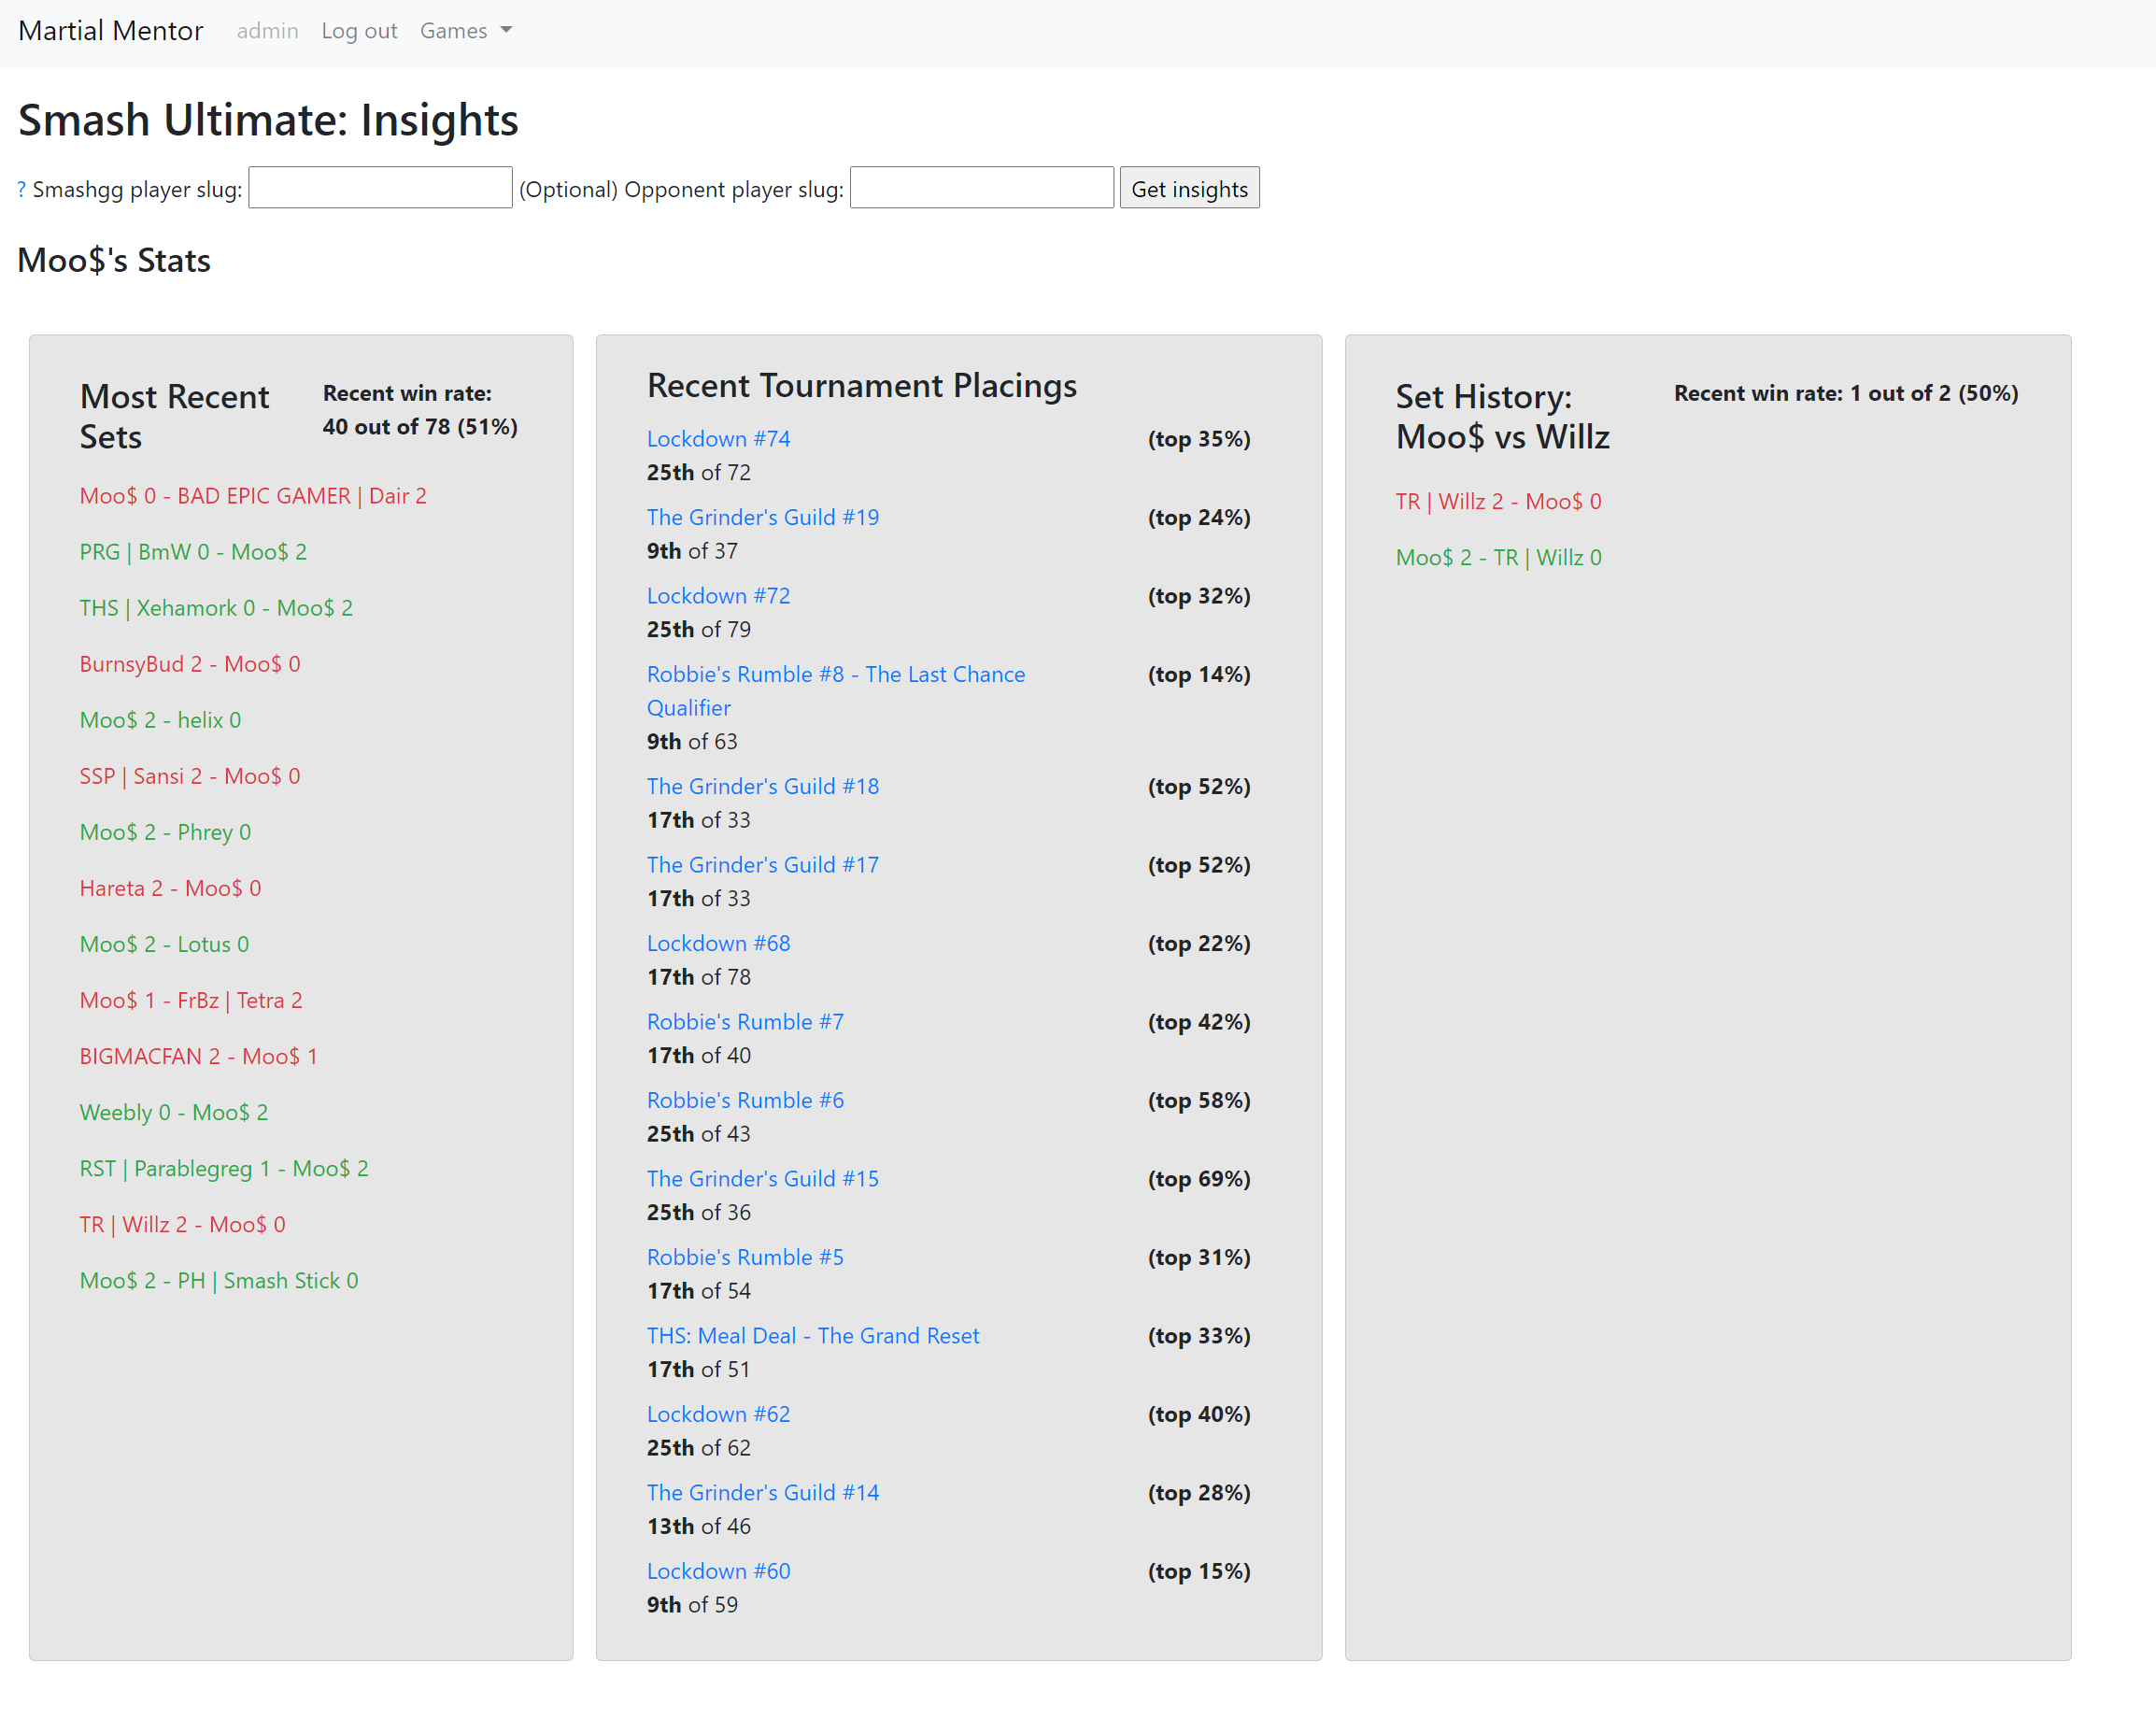 Martial Mentor admin Log out Games
Smash Ultimate: Insights
? Smashgg player slug: (Optional) Opponent player slug: Get insights
Moo$'s Stats
Most Recent
Sets
Recent win rate:
40 out of 78 (51%)
Moo$ 0 - BAD EPIC GAMER | Dair 2
PRG | BmW 0 - Moo$ 2
THS | Xehamork 0 - Moo$ 2
BurnsyBud 2 - Moo$ 0
Moo$ 2 - helix 0
SSP | Sansi 2 - Moo$ 0
Moo$ 2 - Phrey 0
Hareta 2 - Moo$ 0
Moo$ 2 - Lotus 0
Moo$ 1 - FrBz | Tetra 2
BIGMACFAN 2 - Moo$ 1
Weebly 0 - Moo$ 2
RST | Parablegreg 1 - Moo$ 2
TR | Willz 2 - Moo$ 0
Moo$ 2 - PH | Smash Stick 0
Recent Tournament Placings
Lockdown #74 (top 35%)
25th of 72
The Grinder's Guild #19 (top 24%)
9th of 37
Lockdown #72 (top 32%)
25th of 79
Robbie's Rumble #8 - The Last Chance (top 14%)
Qualifier
9th of 63
The Grinder's Guild #18 (top 52%)
17th of 33
The Grinder's Guild #17 (top 52%)
17th of 33
Lockdown #68 (top 22%)
17th of 78
Robbie's Rumble #7 (top 42%)
17th of 40
Robbie's Rumble #6 (top 58%)
25th of 43
The Grinder's Guild #15 (top 69%)
25th of 36
Robbie's Rumble #5 (top 31%)
17th of 54
THS: Meal Deal - The Grand Reset (top 33%)
17th of 51
Lockdown #62 (top 40%)
25th of 62
The Grinder's Guild #14 (top 28%)
13th of 46
Lockdown #60 (top 15%)
9th of 59
Set History:
Moo$ vs Willz
Recent win rate: 1 out of 2 (50%)
TR | Willz 2 - Moo$ 0
Moo$ 2 - TR | Willz 0